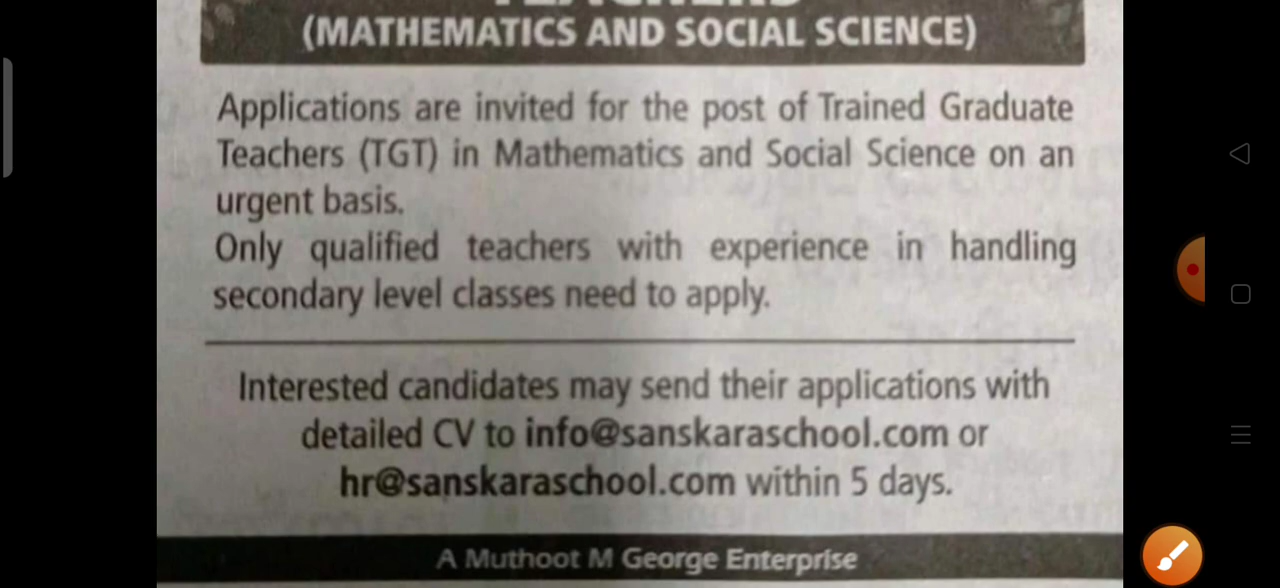 TEACHERS
(MATHEMATICS AND SOCIAL SCIENCE)
Applications are invited for the post of Trained Graduate
Teachers (TGT) in Mathematics and Social Science on an
urgent basis.
Only qualified teachers with experience in handling
secondary level classes need to apply.
Interested candidates may send their applications with
detailed CV to info@sanskaraschool.com or
hr@sanskaraschool.com within 5 days.
A Muthoot M George Enterprise